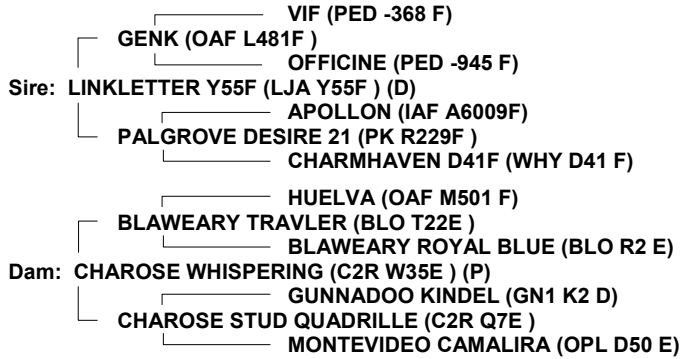 VIF (PED -368 F)
GENK (OAF L481F )
OFFICINE (PED -945 F)
Sire: LINKLETTER Y55F (LJA Y55F ) (D)
APOLLON (IAF A6009F)
PALGROVE DESIRE 21 (PK R229F )
CHARMHAVEN D41F (WHY D41 F)
HUELVA (OAF M501 F)
BLAWEARY TRAVLER (BLO T22E )
BLAWEARY ROYAL BLUE (BLO R2 E)
Dam: CHAROSE WHISPERING (C2R W35E ) (P)
GUNNADOO KINDEL (GN1 K2 D)
CHAROSE STUD QUADRILLE (C2R Q7E )
MONTEVIDEO CAMALIRA (OPL D50 E)